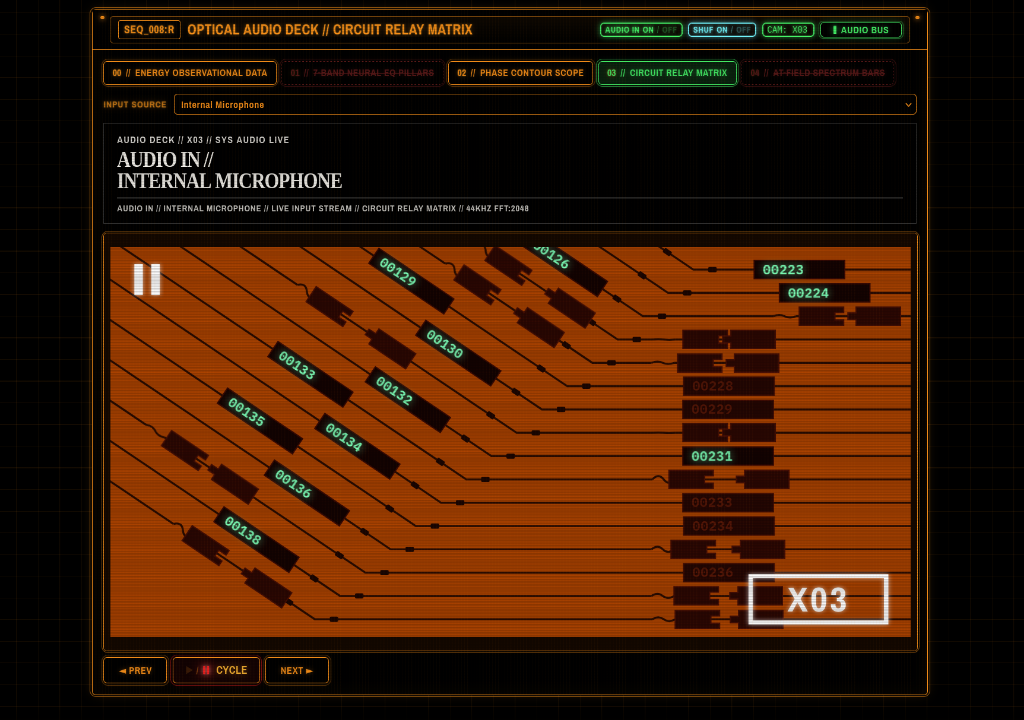 SEQ_008:R
OPTICAL AUDIO DECK // CIRCUIT RELAY MATRIX
AUDIO IN ON / OFF
SHUF ON / OFF
CAM: X03
AUDIO BUS
00 // ENERGY OBSERVATIONAL DATA
01 // 7-BAND NEURAL EQ PILLARS
02 // PHASE CONTOUR SCOPE
03 // CIRCUIT RELAY MATRIX
04 // AT-FIELD SPECTRUM BARS
INPUT SOURCE
Internal Microphone
AUDIO DECK // X03 // SYS AUDIO LIVE
AUDIO IN //
INTERNAL MICROPHONE
AUDIO IN // INTERNAL MICROPHONE // LIVE INPUT STREAM // CIRCUIT RELAY MATRIX // 44KHZ FFT:2048
00126
00129
00130
00133
00132
00135
00134
00136
00138
00223
00224
00228
00229
00231
00233
00234
00236
X03
◄ PREV
► / CYCLE
NEXT ►